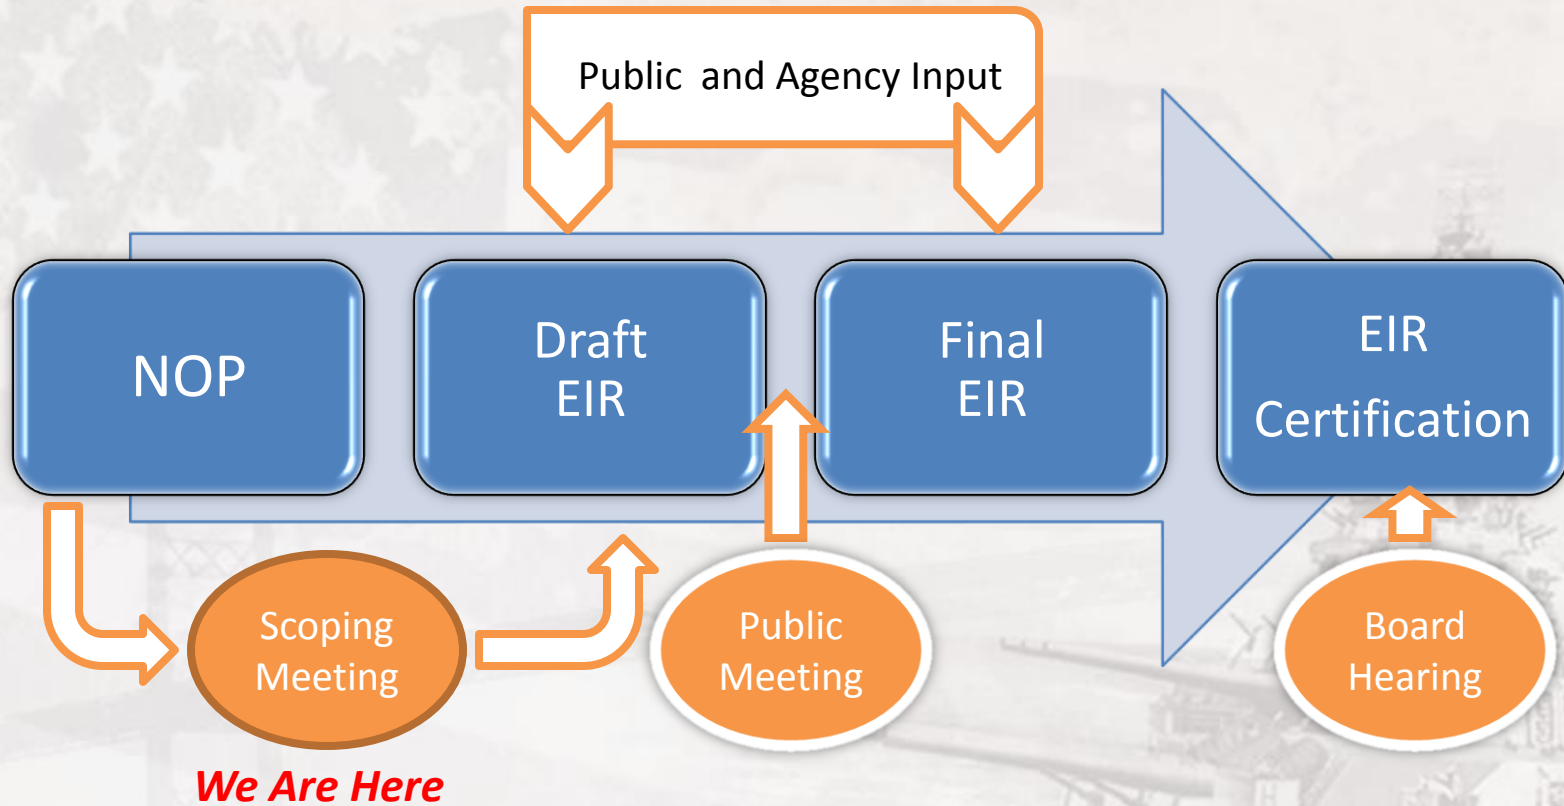 Public and Agency Input
NOP
Draft
EIR
Final
EIR
EIR
Certification
Scoping
Meeting
Public
Meeting
Board
Hearing
We Are Here